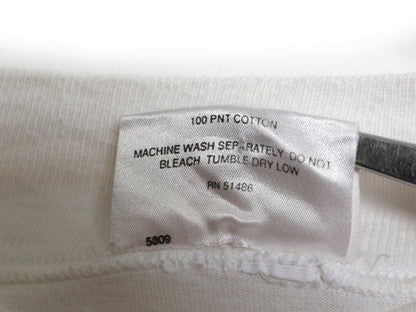 100 PNT COTTON
MACHINE WASH SEPARATELY DO NOT
BLEACH TUMBLE DRY LOW
RN 51486
5809